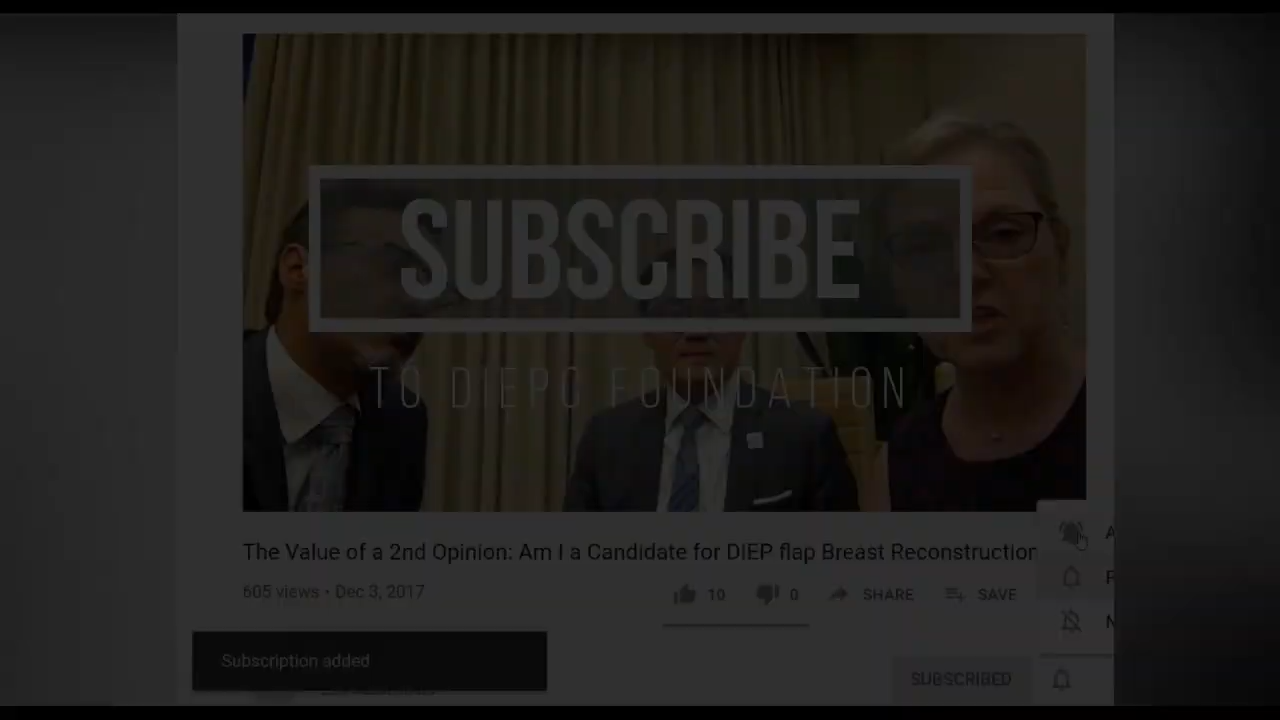 SUBSCRIBE
TO DIEPC FOUNDATION
The Value of a 2nd Opinion: Am I a Candidate for DIEP flap Breast Reconstruction
605 views • Dec 3, 2017
10
0
SHARE
SAVE
A
P
N
Subscription added
SUBSCRIBED